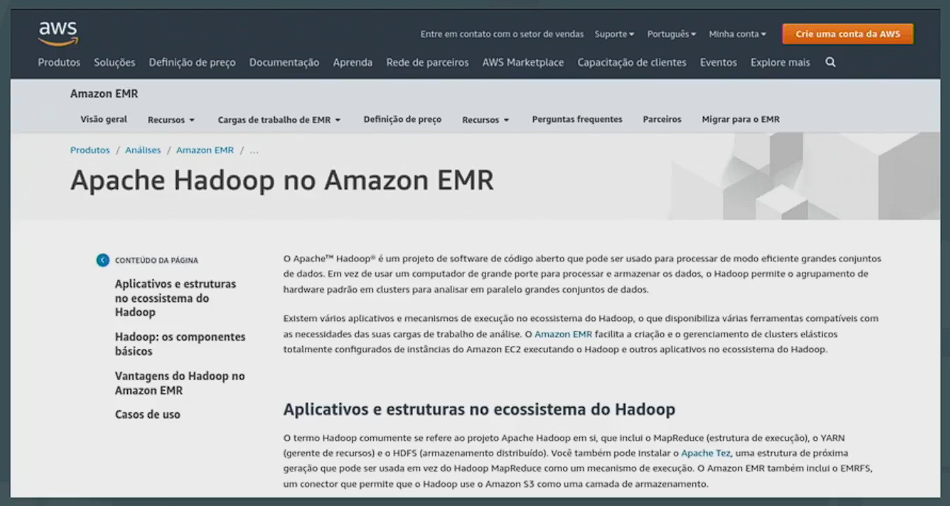 aws
Entre em contato com o setor de vendas Suporte Português Minha conta Crie uma conta da AWS
Produtos Soluções Definição de preço Documentação Aprenda Rede de parceiros AWS Marketplace Capacitação de clientes Eventos Explore mais
Amazon EMR
Visão geral Recursos Cargas de trabalho de EMR Definição de preço Recursos Perguntas frequentes Parceiros Migrar para o EMR
Produtos / Análises / Amazon EMR / ...
Apache Hadoop no Amazon EMR
CONTEÚDO DA PÁGINA
Aplicativos e estruturas
no ecossistema do
Hadoop
Hadoop: os componentes
básicos
Vantagens do Hadoop no
Amazon EMR
Casos de uso
O Apache™ Hadoop® é um projeto de software de código aberto que pode ser usado para processar de modo eficiente grandes conjuntos
de dados. Em vez de usar um computador de grande porte para processar e armazenar os dados, o Hadoop permite o agrupamento de
hardware padrão em clusters para analisar em paralelo grandes conjuntos de dados.
Existem vários aplicativos e mecanismos de execução no ecossistema do Hadoop, o que disponibiliza várias ferramentas compatíveis com
as necessidades das suas cargas de trabalho de análise. O Amazon EMR facilita a criação e o gerenciamento de clusters elásticos
totalmente configurados de instâncias do Amazon EC2 executando o Hadoop e outros aplicativos no ecossistema do Hadoop.
Aplicativos e estruturas no ecossistema do Hadoop
O termo Hadoop comumente se refere ao projeto Apache Hadoop em si, que inclui o MapReduce (estrutura de execução), o YARN
(gerente de recursos) e o HDFS (armazenamento distribuído). Você também pode instalar o Apache Tez, uma estrutura de próxima
geração que pode ser usada em vez do Hadoop MapReduce como um mecanismo de execução. O Amazon EMR também inclui o EMRFS,
um conector que permite que o Hadoop use o Amazon S3 como uma camada de armazenamento.